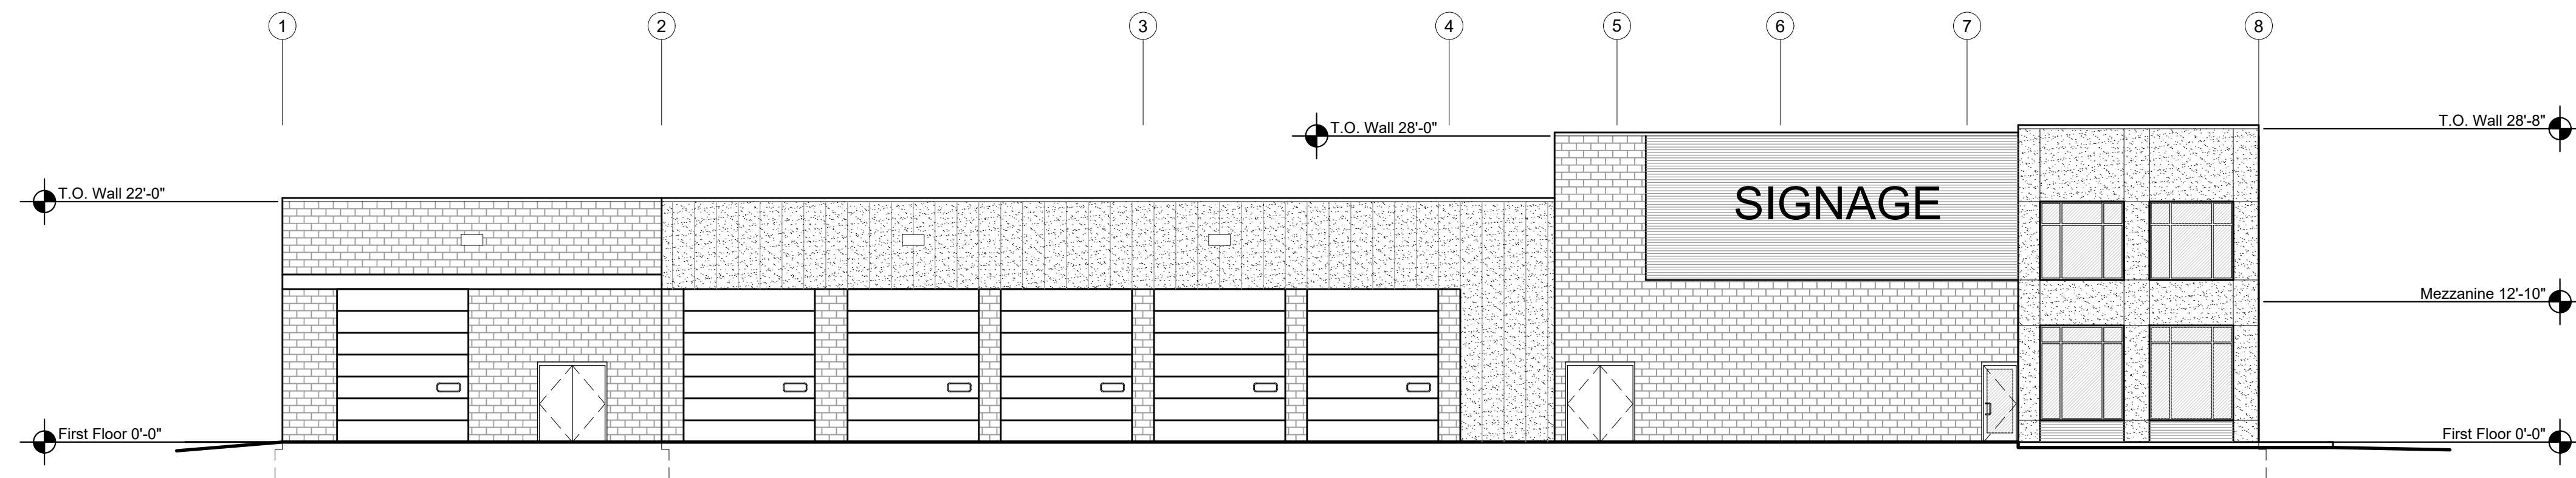 1 2 3 4 5 6 7 8
T.O. Wall 28'-8"
T.O. Wall 28'-0"
T.O. Wall 22'-0"
SIGNAGE
Mezzanine 12'-10"
First Floor 0'-0"
First Floor 0'-0"